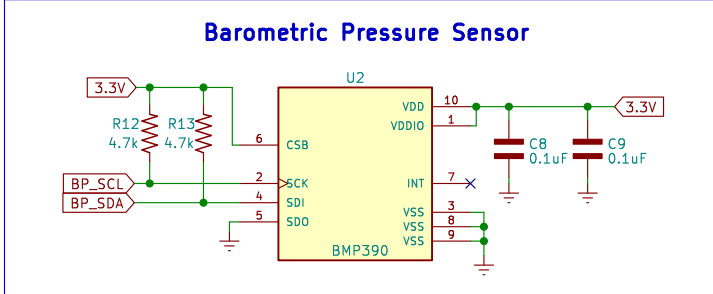 Barometric Pressure Sensor
U2
3.3V
R12
4.7k
R13
4.7k
6
CSB
BP_SCL
2
SCK
BP_SDA
4
SDI
5
SDO
VDD
10
VDDIO
1
3.3V
C8
0.1uF
C9
0.1uF
INT
7
VSS
3
VSS
8
VSS
9
BMP390